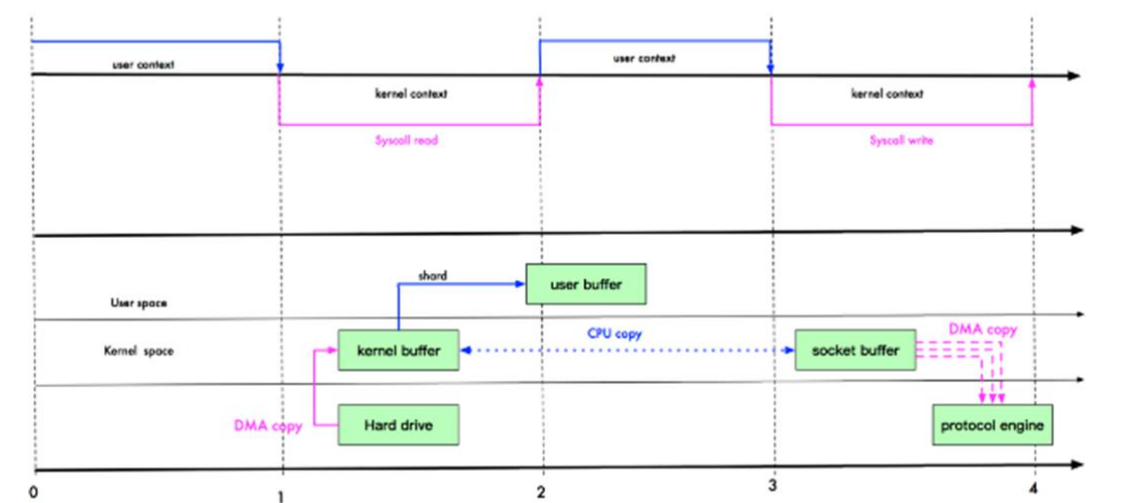 user context
user context
kernel context
kernel context
Syscall read
Syscall write
shard
user buffer
User space
CPU copy
DMA copy
Kernel space
kernel buffer
socket buffer
DMA copy
Hard drive
protocol engine
0
1
2
3
4